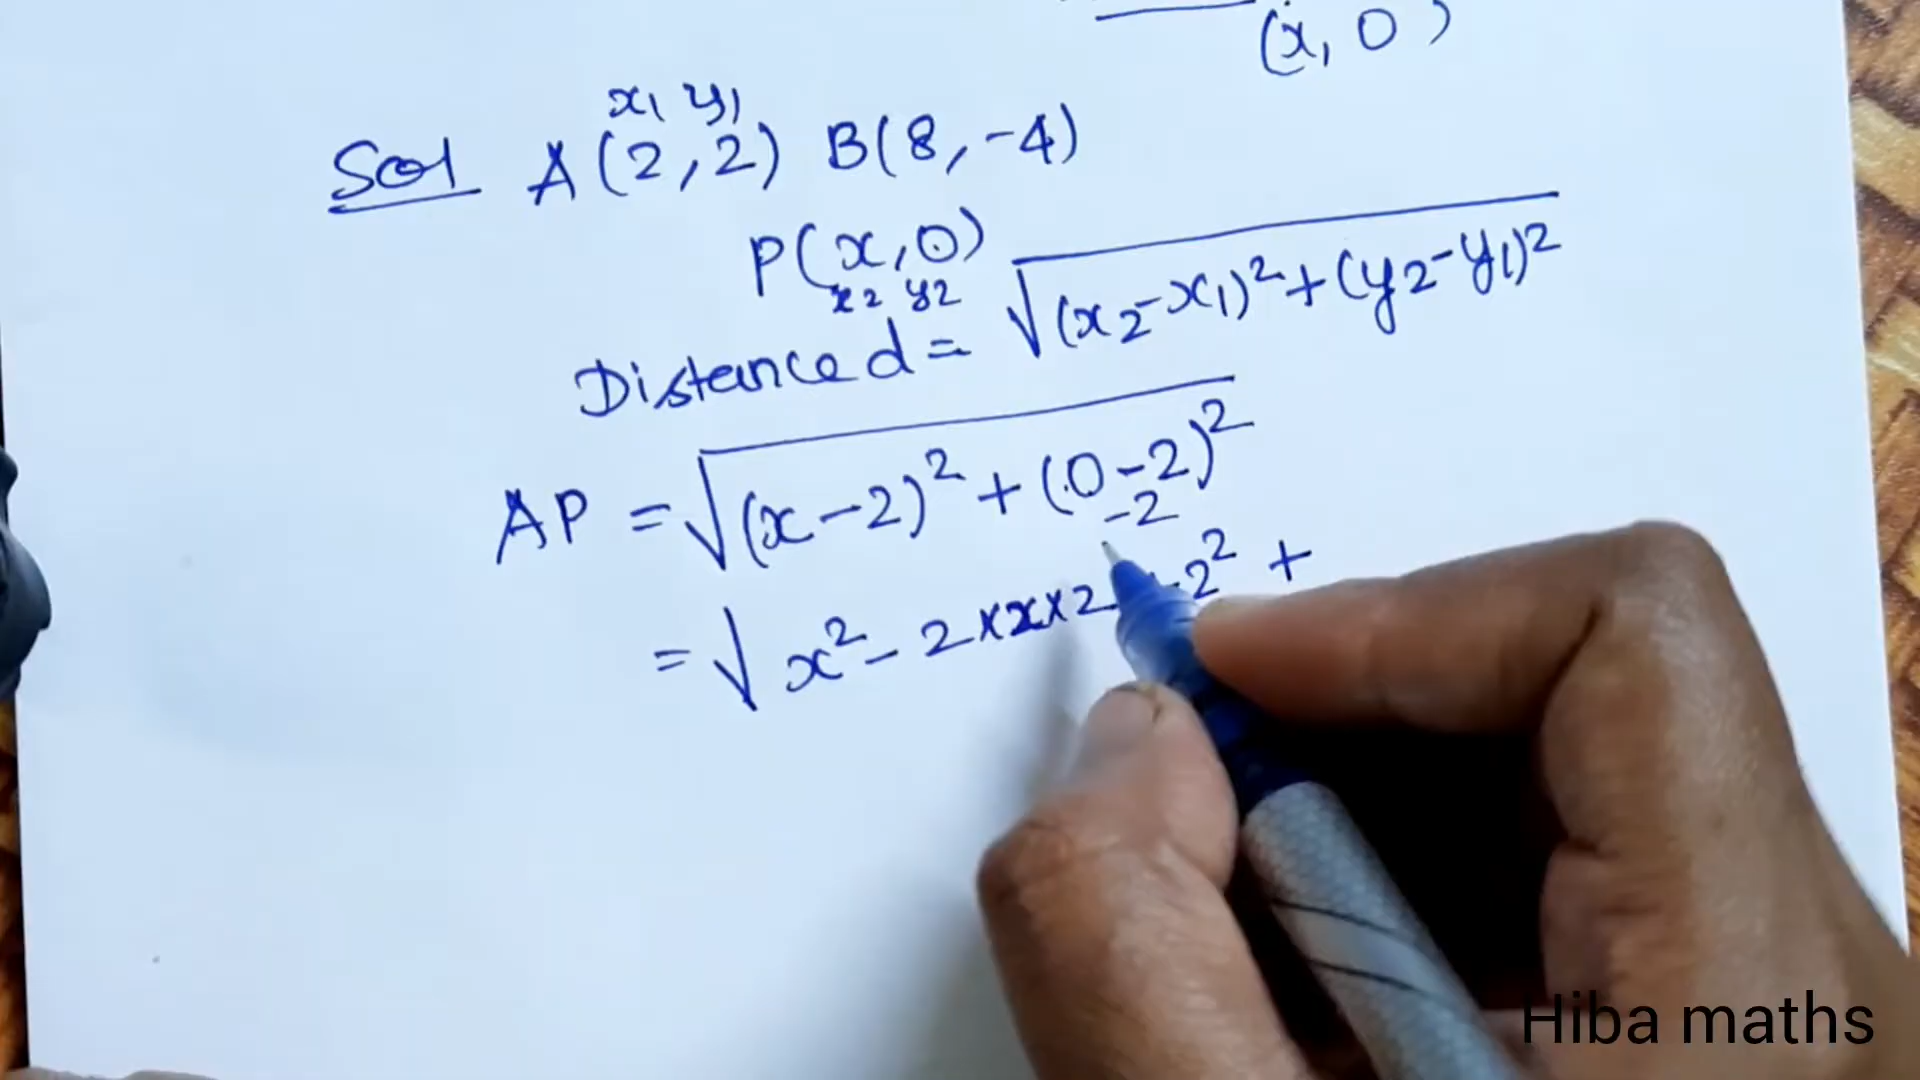 (x, 0)
x₁ y₁
Sol A(2,2) B(8,-4)
P(x,0)
x₂ y₂
Distance d = √(x₂-x₁)²+(y₂-y₁)²
AP = √(x-2)² + (0-2)²
-2
= √x² - 2×x×2 +2² +
Hiba maths